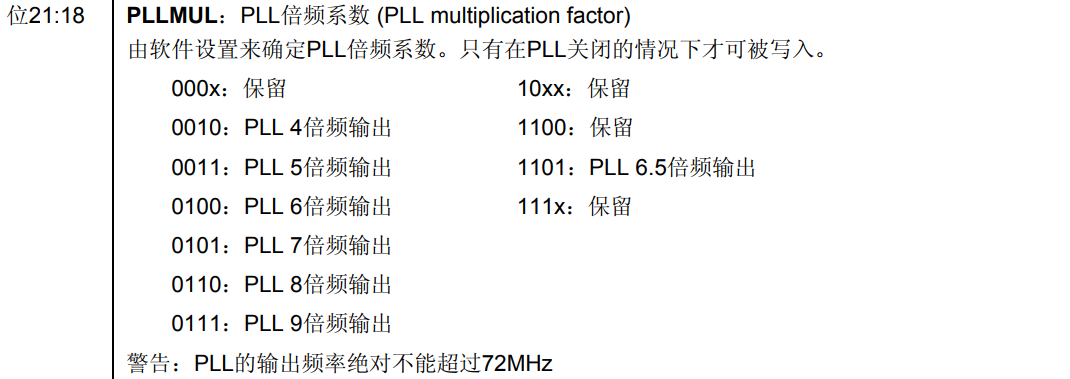 位21:18 PLLMUL：PLL倍频系数 (PLL multiplication factor)
由软件设置来确定PLL倍频系数。只有在PLL关闭的情况下才可被写入。
000x：保留 10xx：保留
0010：PLL 4倍频输出 1100：保留
0011：PLL 5倍频输出 1101：PLL 6.5倍频输出
0100：PLL 6倍频输出 111x：保留
0101：PLL 7倍频输出
0110：PLL 8倍频输出
0111：PLL 9倍频输出
警告：PLL的输出频率绝对不能超过72MHz